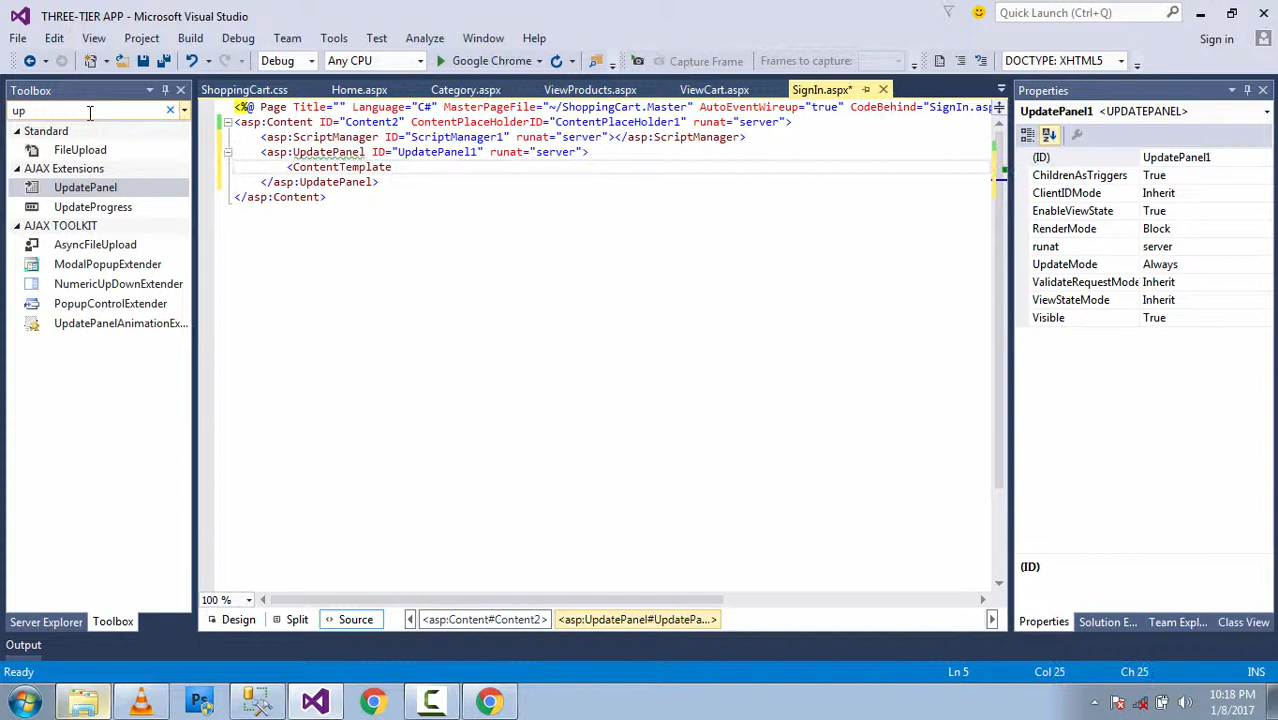 THREE-TIER APP - Microsoft Visual Studio
Quick Launch (Ctrl+Q)
File Edit View Project Build Debug Team Tools Test Analyze Window Help
Sign in
Debug Any CPU Google Chrome Capture Frame Frames to capture: DOCTYPE: XHTML5
Toolbox
up
Standard
FileUpload
AJAX Extensions
UpdatePanel
UpdateProgress
AJAX TOOLKIT
AsyncFileUpload
ModalPopupExtender
NumericUpDownExtender
PopupControlExtender
UpdatePanelAnimationEx...
Server Explorer Toolbox
ShoppingCart.css Home.aspx Category.aspx ViewProducts.aspx ViewCart.aspx SignIn.aspx*
<%@ Page Title="" Language="C#" MasterPageFile="~/ShoppingCart.Master" AutoEventWireup="true" CodeBehind="SignIn.asp
<asp:Content ID="Content2" ContentPlaceHolderID="ContentPlaceHolder1" runat="server">
<asp:ScriptManager ID="ScriptManager1" runat="server"></asp:ScriptManager>
<asp:UpdatePanel ID="UpdatePanel1" runat="server">
<ContentTemplate
</asp:UpdatePanel>
</asp:Content>
100 %
Design Split Source <asp:Content#Content2> <asp:UpdatePanel#UpdatePa...>
Properties
UpdatePanel1 <UPDATEPANEL>
(ID) UpdatePanel1
ChildrenAsTriggers True
ClientIDMode Inherit
EnableViewState True
RenderMode Block
runat server
UpdateMode Always
ValidateRequestMode Inherit
ViewStateMode Inherit
Visible True
(ID)
Properties Solution E... Team Expl... Class View
Output
Ready Ln 5 Col 25 Ch 25 INS
Ps C
10:18 PM
1/8/2017